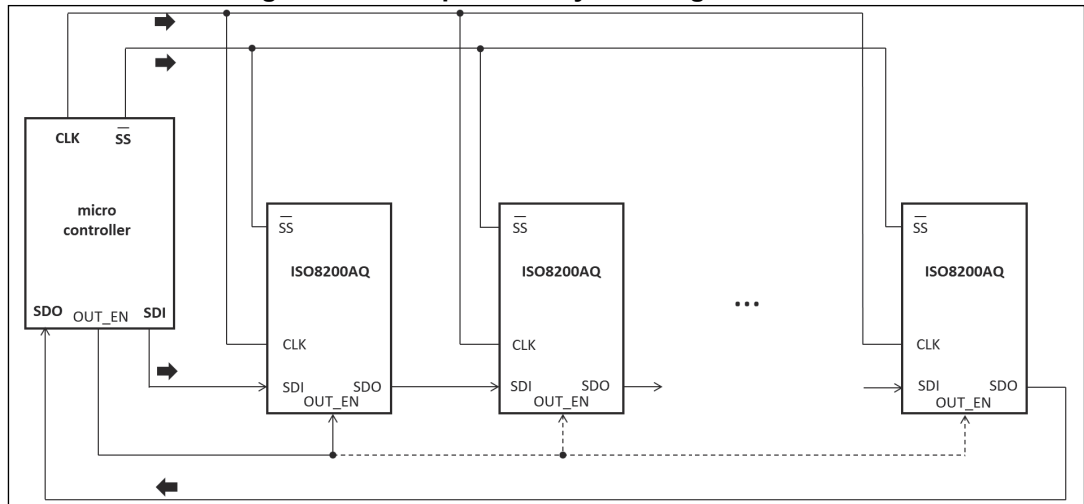 CLK SS
micro
controller
SDO OUT_EN SDI
SS
ISO8200AQ
CLK
SDI SDO
OUT_EN
SS
ISO8200AQ
CLK
SDI SDO
OUT_EN
...
SS
ISO8200AQ
CLK
SDI SDO
OUT_EN